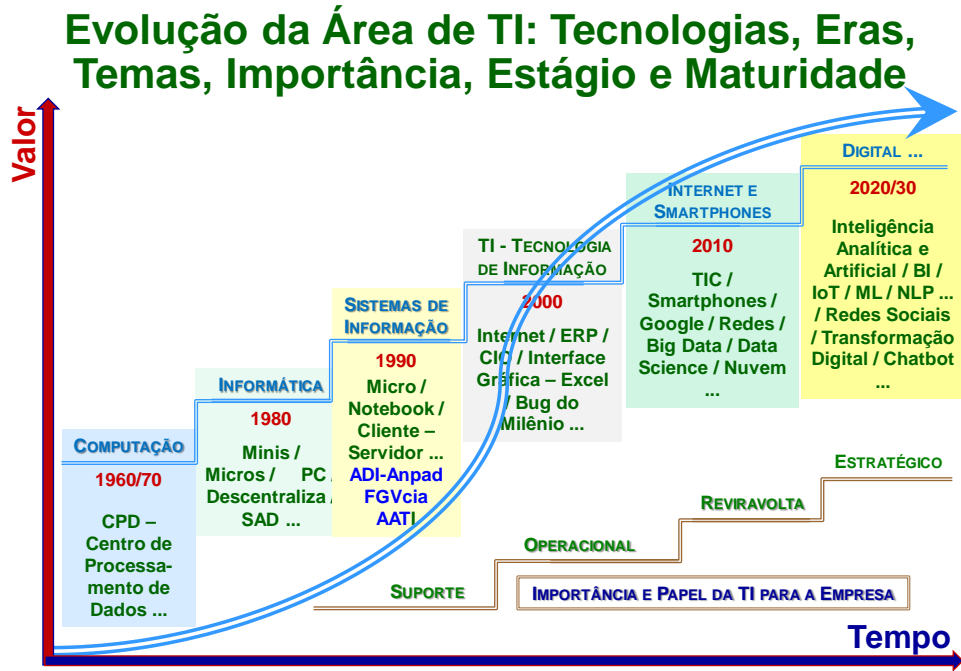 Evolução da Área de TI: Tecnologias, Eras,
Temas, Importância, Estágio e Maturidade
Valor
COMPUTAÇÃO
1960/70
CPD –
Centro de
Processa-
mento de
Dados ...
INFORMÁTICA
1980
Minis /
Micros / PC /
Descentraliza /
SAD ...
SISTEMAS DE
INFORMAÇÃO
1990
Micro /
Notebook /
Cliente –
Servidor ...
ADI-Anpad
FGVcia
AATI
TI - TECNOLOGIA
DE INFORMAÇÃO
2000
Internet / ERP /
CIO / Interface
Gráfica – Excel
/ Bug do
Milênio ...
INTERNET E
SMARTPHONES
2010
TIC /
Smartphones /
Google / Redes /
Big Data / Data
Science / Nuvem
...
DIGITAL ...
2020/30
Inteligência
Analítica e
Artificial / BI /
IoT / ML / NLP ...
/ Redes Sociais
/ Transformação
Digital / Chatbot
...
SUPORTE
OPERACIONAL
REVIRAVOLTA
ESTRATÉGICO
IMPORTÂNCIA E PAPEL DA TI PARA A EMPRESA
Tempo